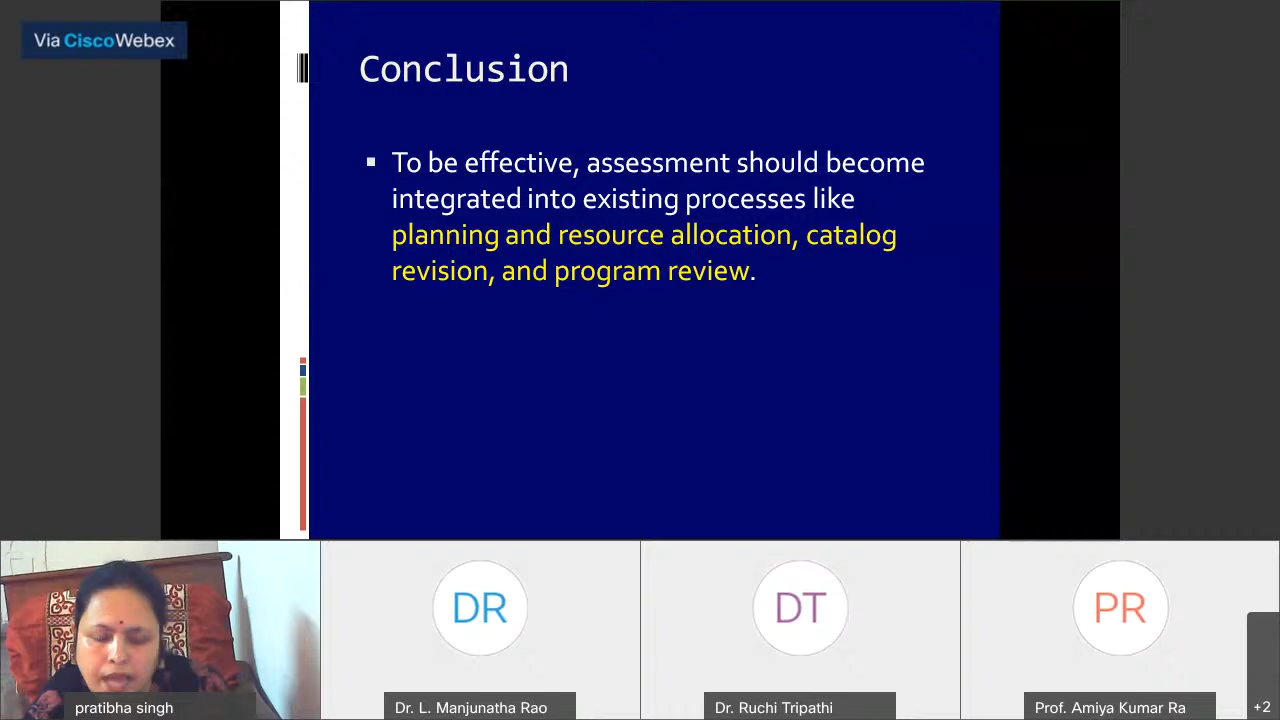 Via Cisco Webex
Conclusion
▪ To be effective, assessment should become
integrated into existing processes like
planning and resource allocation, catalog
revision, and program review.
DR
DT
PR
pratibha singh
Dr. L. Manjunatha Rao
Dr. Ruchi Tripathi
Prof. Amiya Kumar Ra
+2